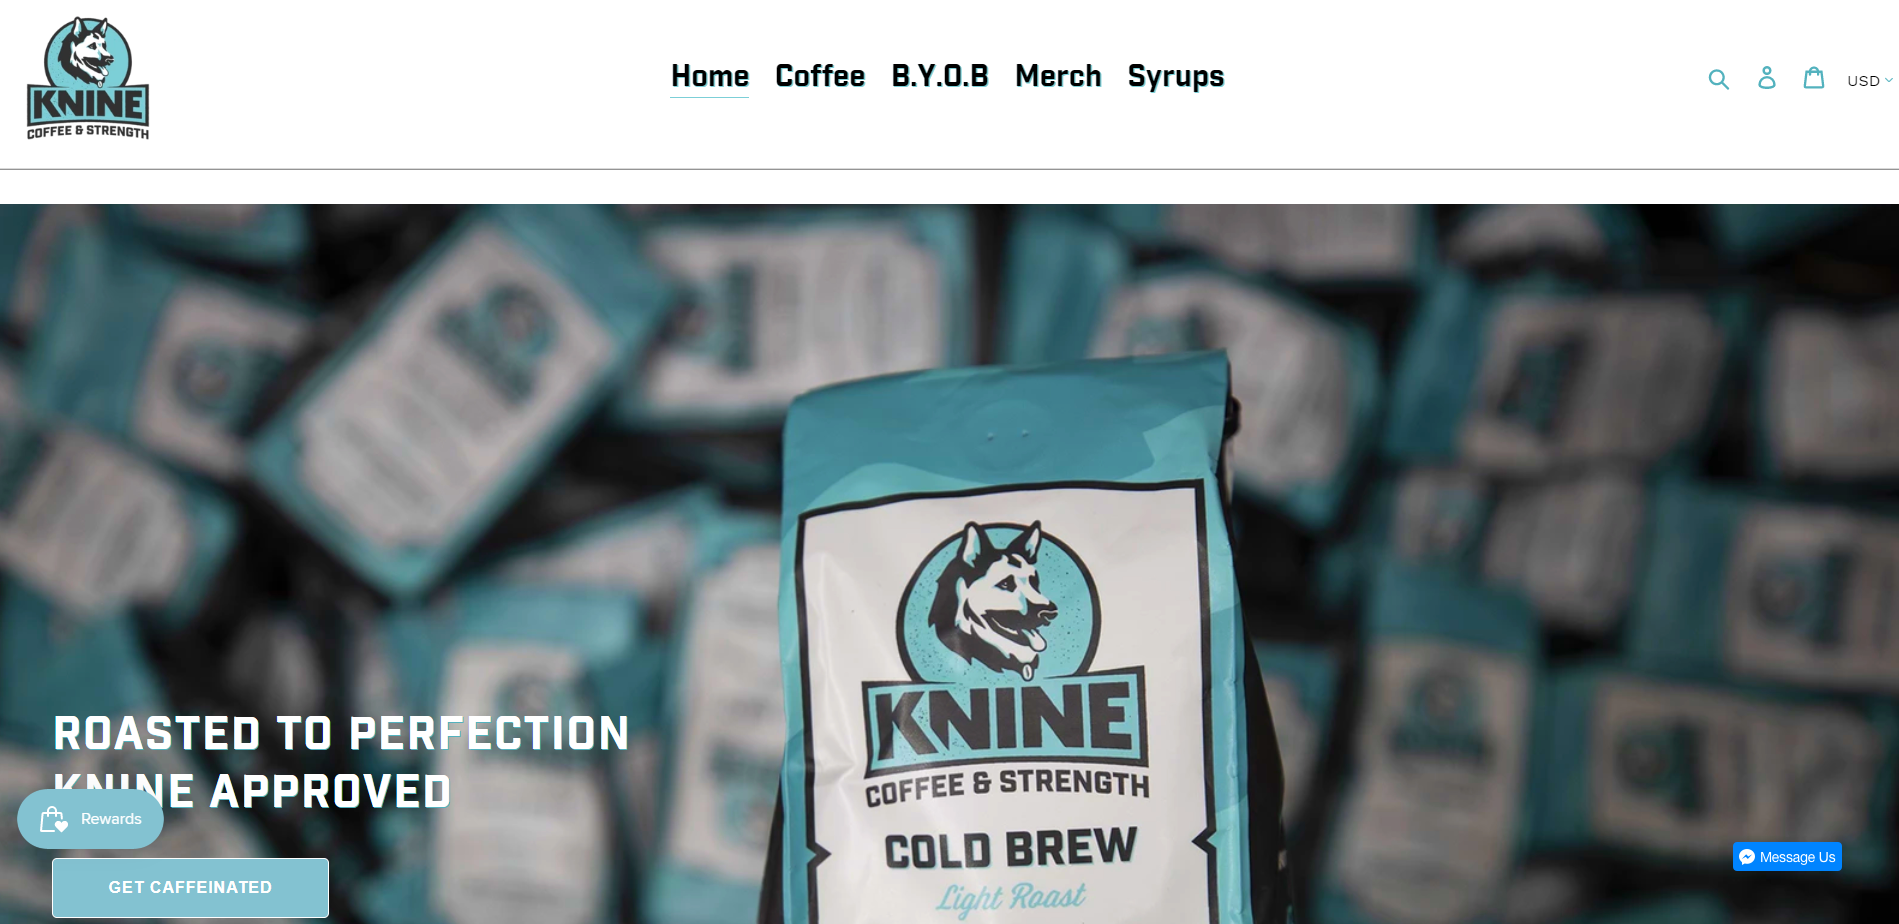 KNINE
COFFEE & STRENGTH
Home Coffee B.Y.O.B Merch Syrups
USD
KNINE
COFFEE & STRENGTH
COLD BREW
Light Roast
ROASTED TO PERFECTION
KNINE APPROVED
Rewards
GET CAFFEINATED
Message Us